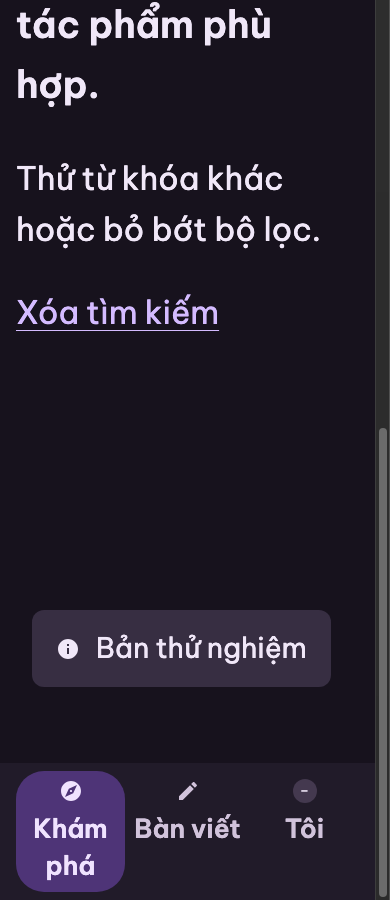 tác phẩm phù
hợp.
Thử từ khóa khác
hoặc bỏ bớt bộ lọc.
Xóa tìm kiếm
Bản thử nghiệm
Khám
phá
Bàn viết
Tôi